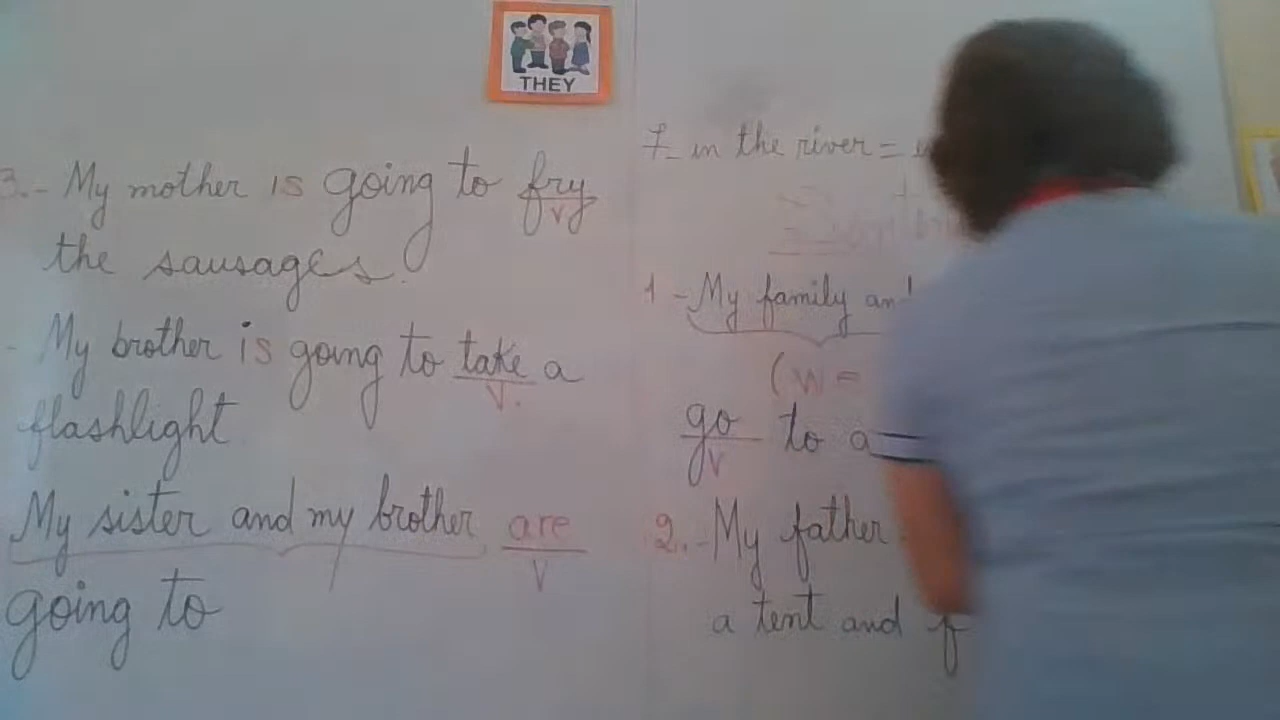 THEY
3.- My mother is going to fry
v
the sausages.
- My brother is going to take a
V.
flashlight
My sister and my brother are
V
going to
7- in the river =
1 - My family and
(W =
go to a
V
2.- My father
a tent and f